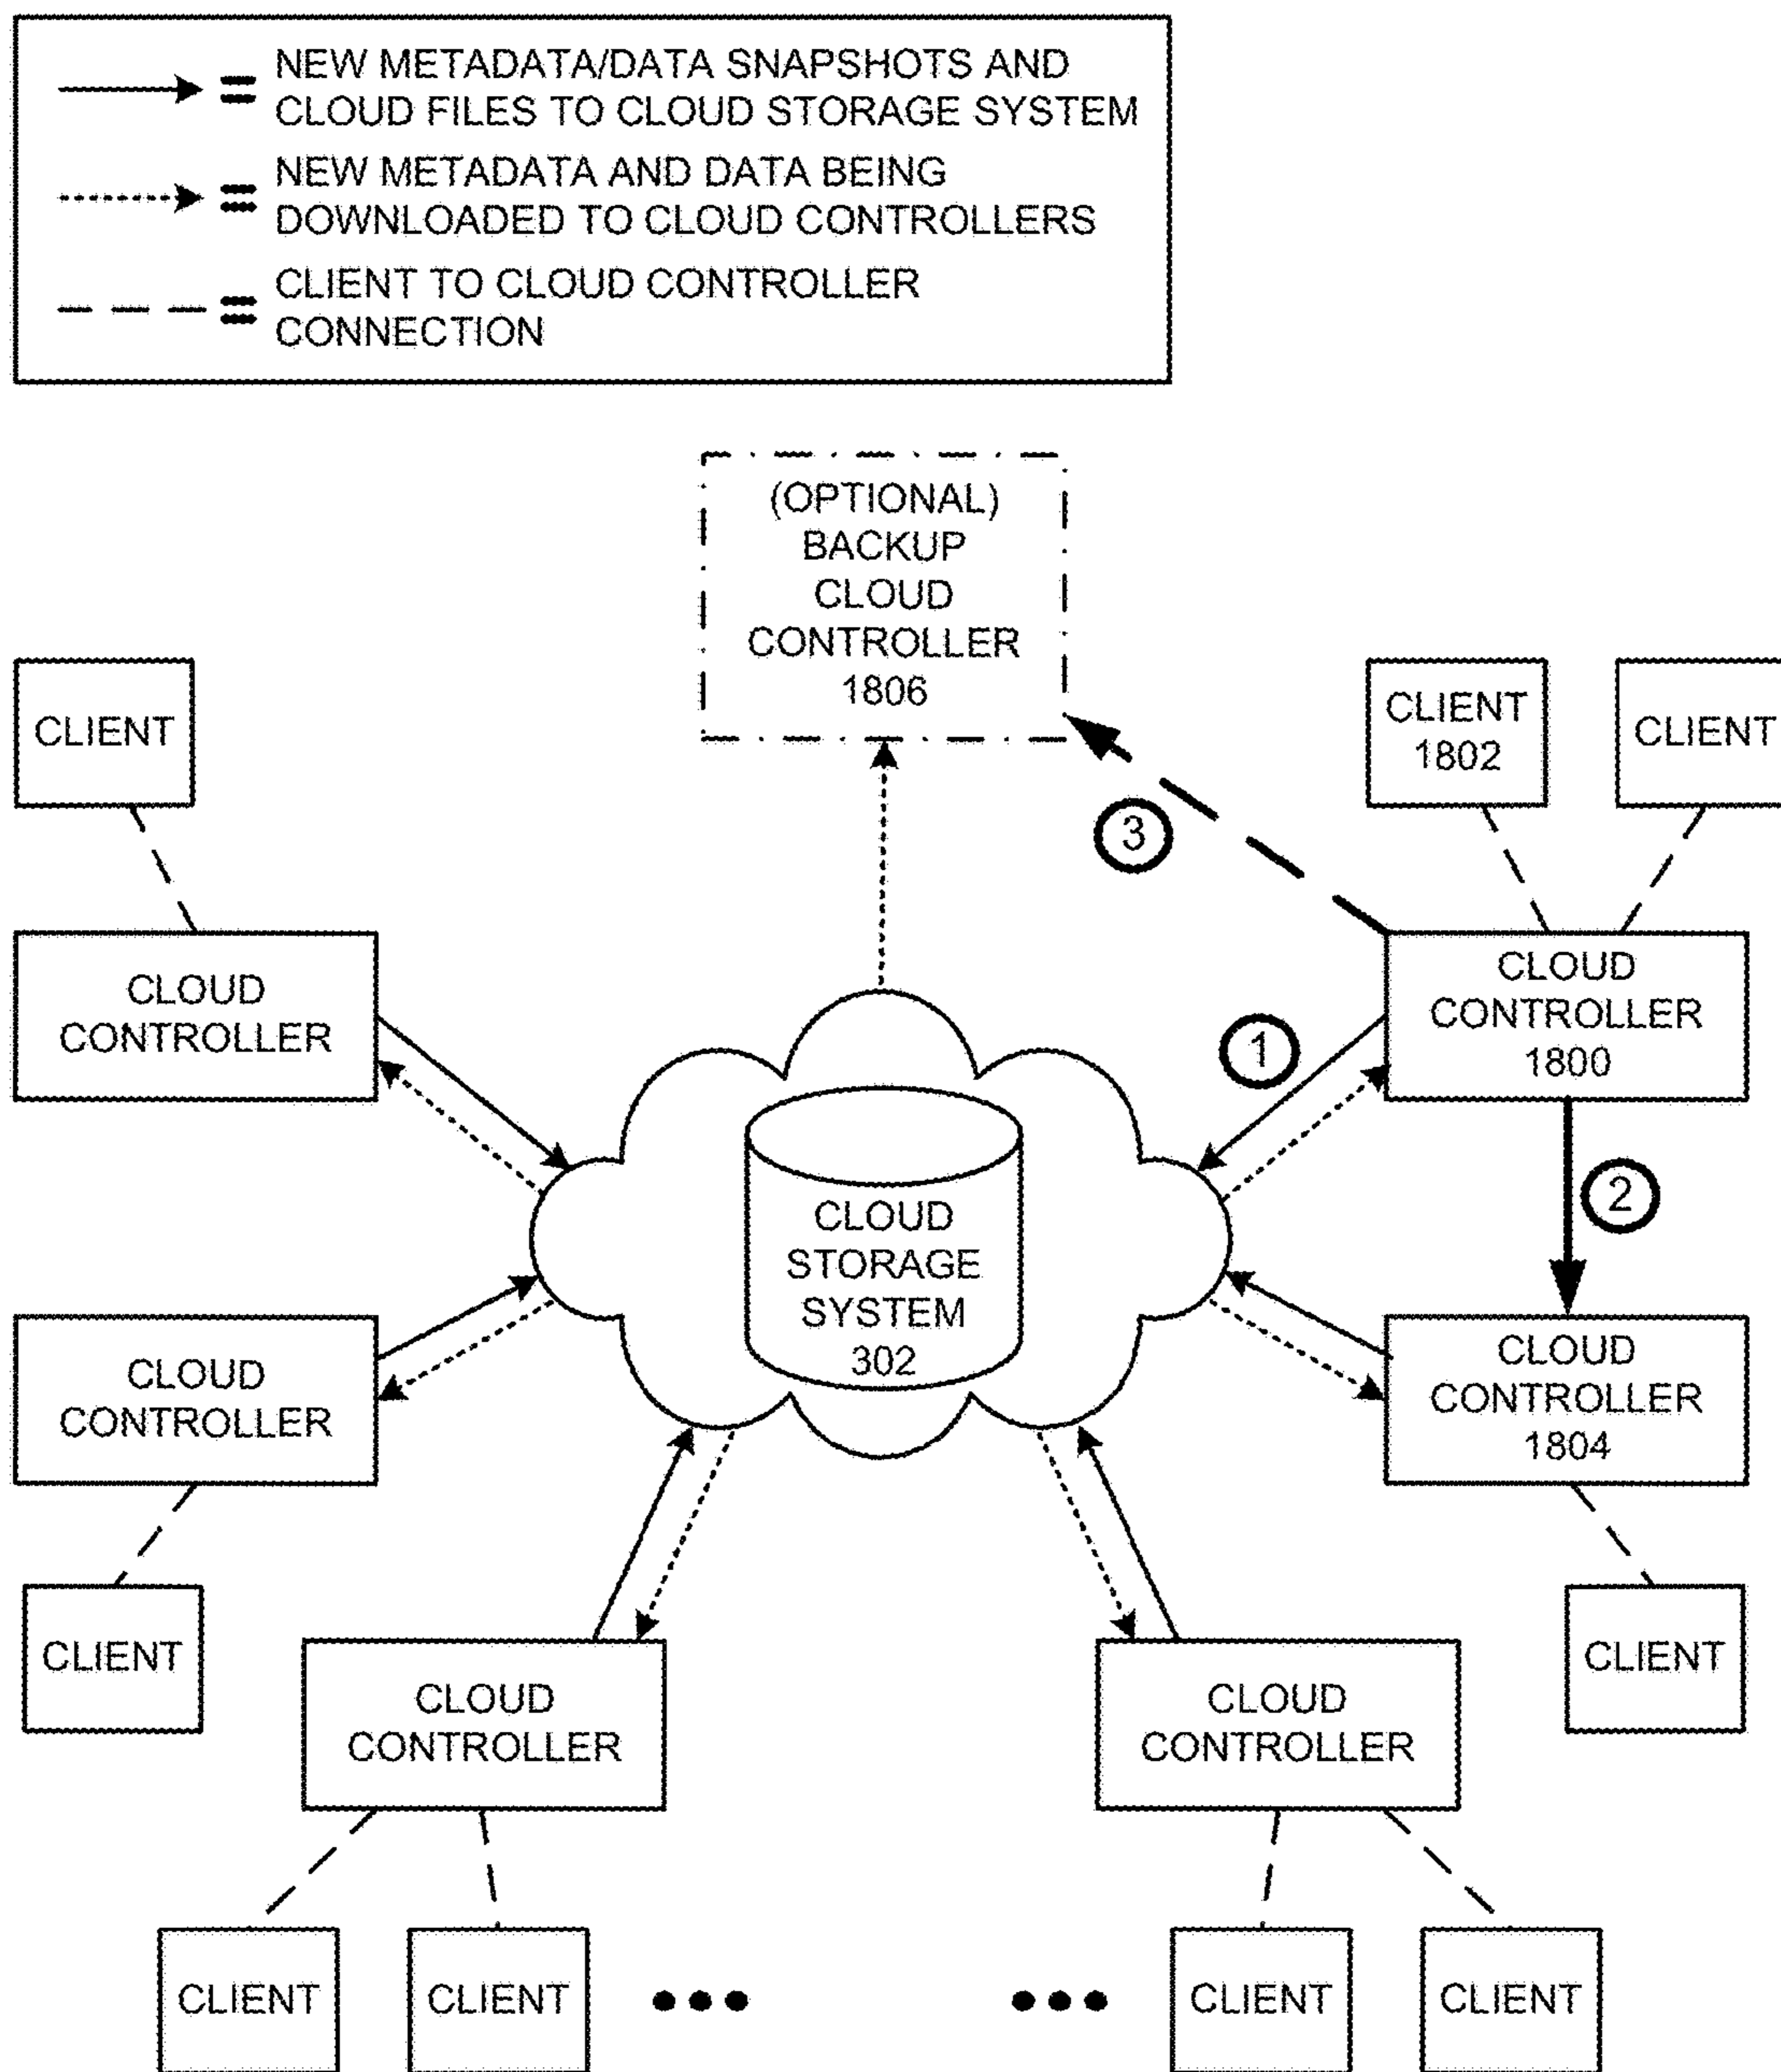 = NEW METADATA/DATA SNAPSHOTS AND
CLOUD FILES TO CLOUD STORAGE SYSTEM
= NEW METADATA AND DATA BEING
DOWNLOADED TO CLOUD CONTROLLERS
= CLIENT TO CLOUD CONTROLLER
CONNECTION
(OPTIONAL)
BACKUP
CLOUD
CONTROLLER
1806
CLIENT
CLIENT
1802
CLIENT
3
CLOUD
CONTROLLER
CLOUD
CONTROLLER
1800
1
2
CLOUD
STORAGE
SYSTEM
302
CLOUD
CONTROLLER
CLOUD
CONTROLLER
1804
CLIENT
CLIENT
CLOUD
CONTROLLER
CLOUD
CONTROLLER
CLIENT
CLIENT
•••
•••
CLIENT
CLIENT